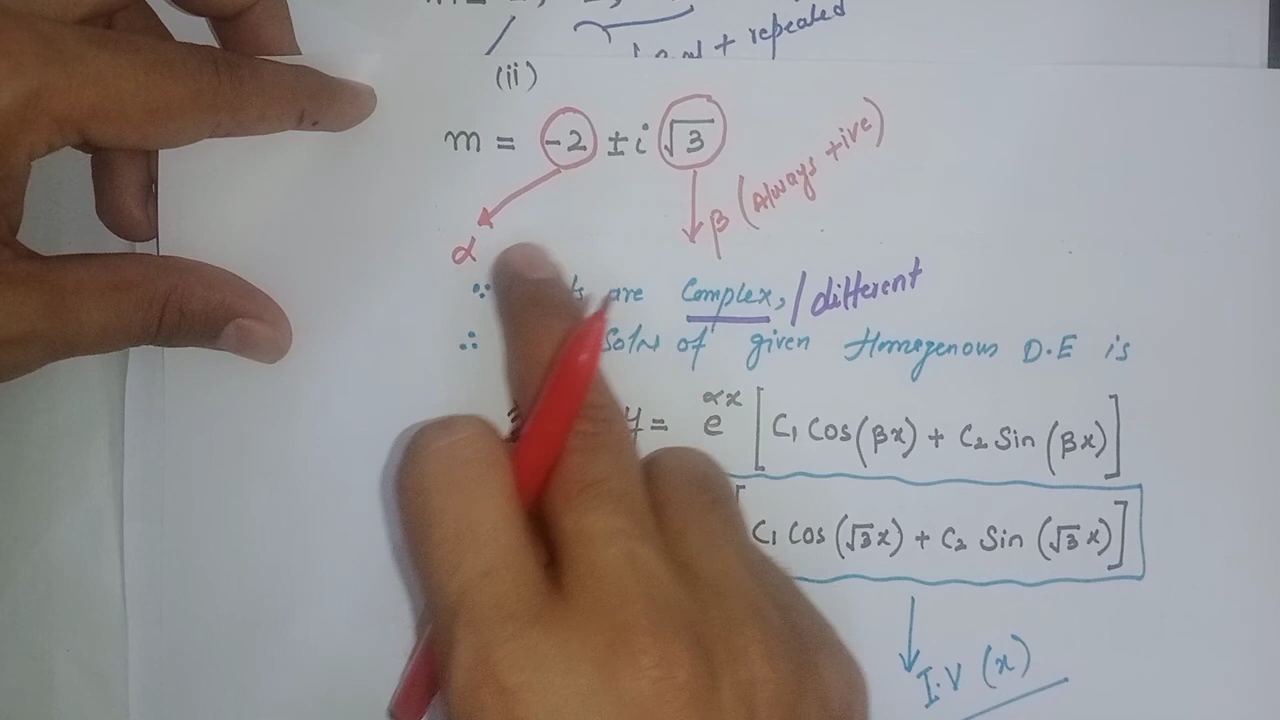 + repeated
(ii)
m = -2 ± i √3
α
β (Always +ive)
∵ are Complex, / different
∴ Soln of given Homogenous D.E is
y = e^αx [C₁ Cos(βx) + C₂ Sin(βx)]
C₁ Cos(√3x) + C₂ Sin(√3x)]
I.V (x)